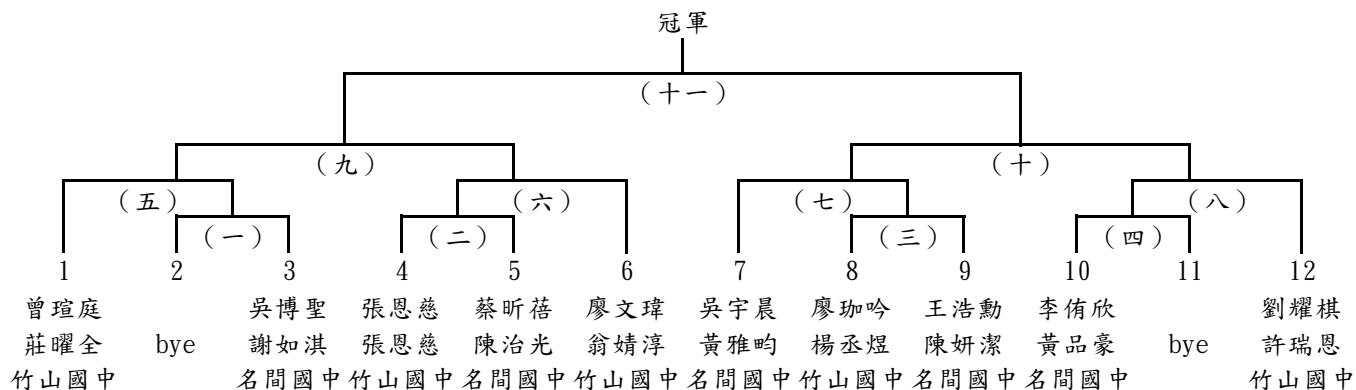 冠軍
（十一）
（九） （十）
（五） （六） （七） （八）
（一） （二） （三） （四）
1 2 3 4 5 6 7 8 9 10 11 12
曾瑄庭 吳博聖 張恩慈 蔡昕蓓 廖文瑋 吳宇晨 廖珈吟 王浩勳 李侑欣 劉耀棋
莊曜全 bye 謝如淇 張恩慈 陳治光 翁婧淳 黃雅畇 楊丞煜 陳妍潔 黃品豪 bye 許瑞恩
竹山國中 名間國中 竹山國中 名間國中 竹山國中 名間國中 竹山國中 名間國中 名間國中 竹山國中